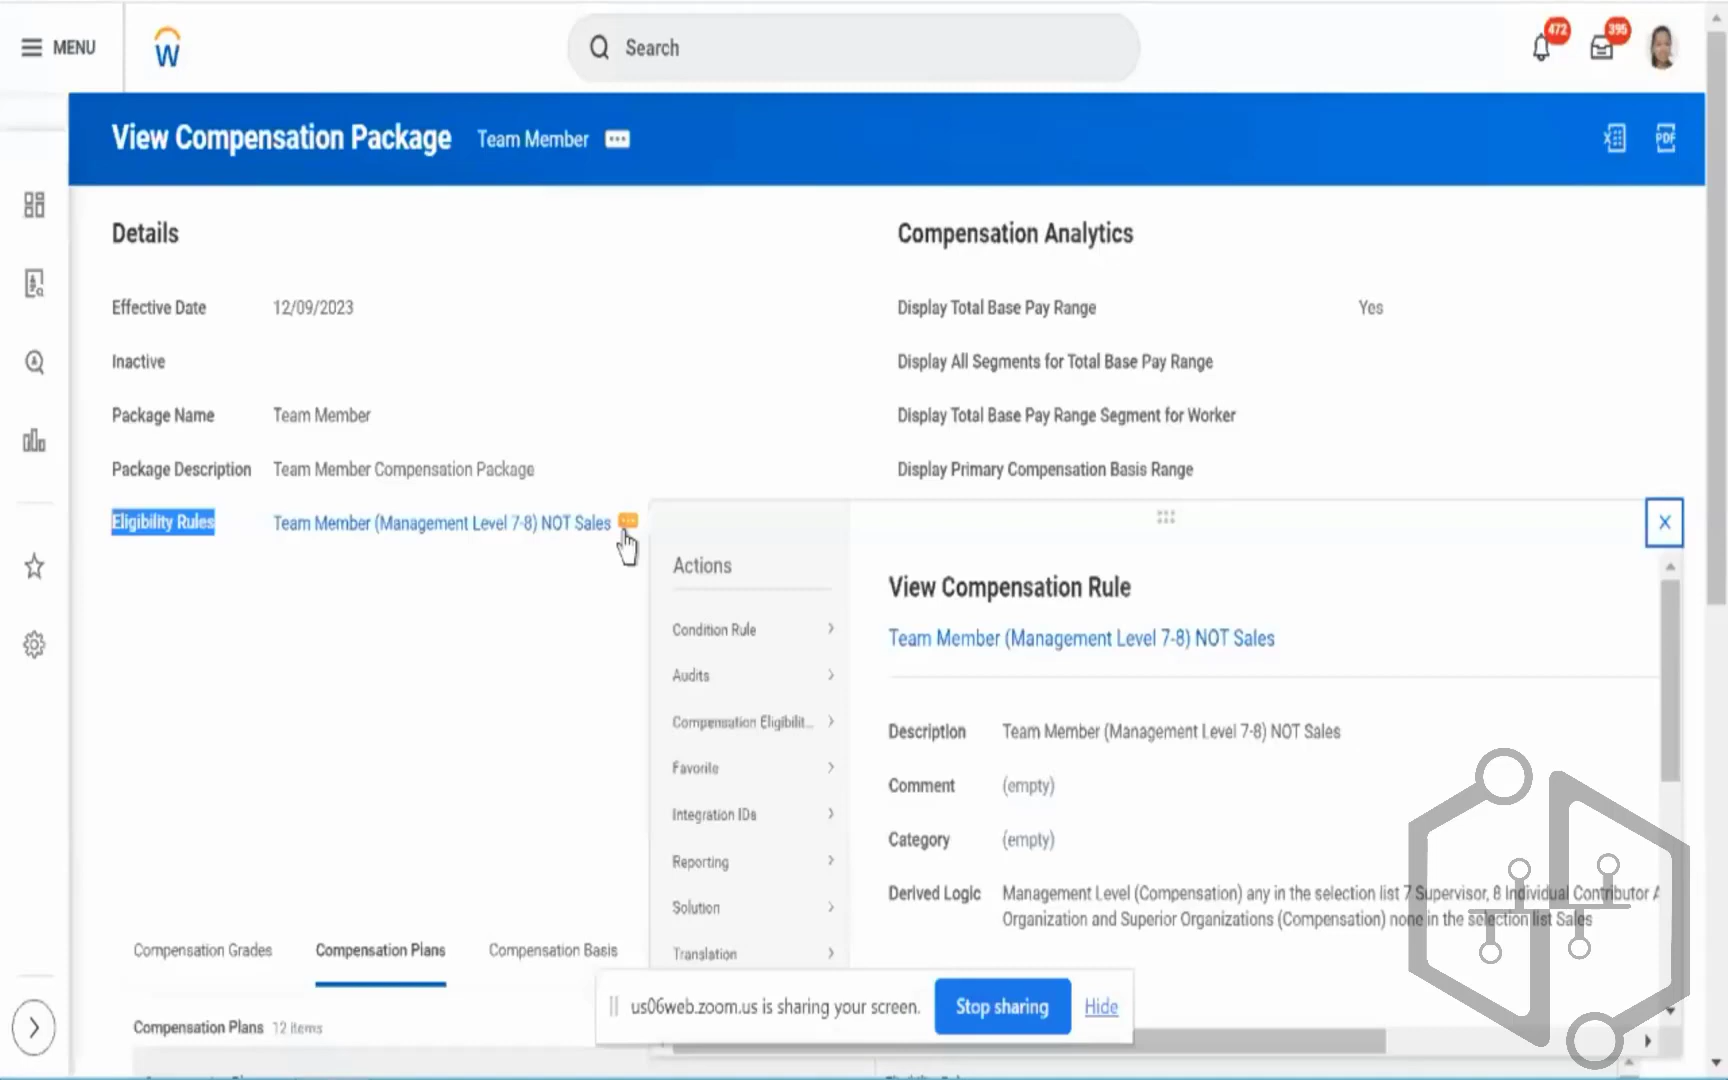 MENU
Search
472
395
View Compensation Package
Team Member
PDF
Details
Compensation Analytics
Effective Date 12/09/2023
Display Total Base Pay Range Yes
Inactive
Display All Segments for Total Base Pay Range
Package Name Team Member
Display Total Base Pay Range Segment for Worker
Package Description Team Member Compensation Package
Display Primary Compensation Basis Range
Eligibility Rules Team Member (Management Level 7-8) NOT Sales
Actions
Condition Rule
Audits
Compensation Eligibilit...
Favorite
Integration IDs
Reporting
Solution
Translation
View Compensation Rule
Team Member (Management Level 7-8) NOT Sales
Description Team Member (Management Level 7-8) NOT Sales
Comment (empty)
Category (empty)
Derived Logic Management Level (Compensation) any in the selection list 7 Supervisor, 8 Individual Contributor
Organization and Superior Organizations (Compensation) none in the selection list Sales
Compensation Grades Compensation Plans Compensation Basis
us06web.zoom.us is sharing your screen. Stop sharing Hide
Compensation Plans 12 items